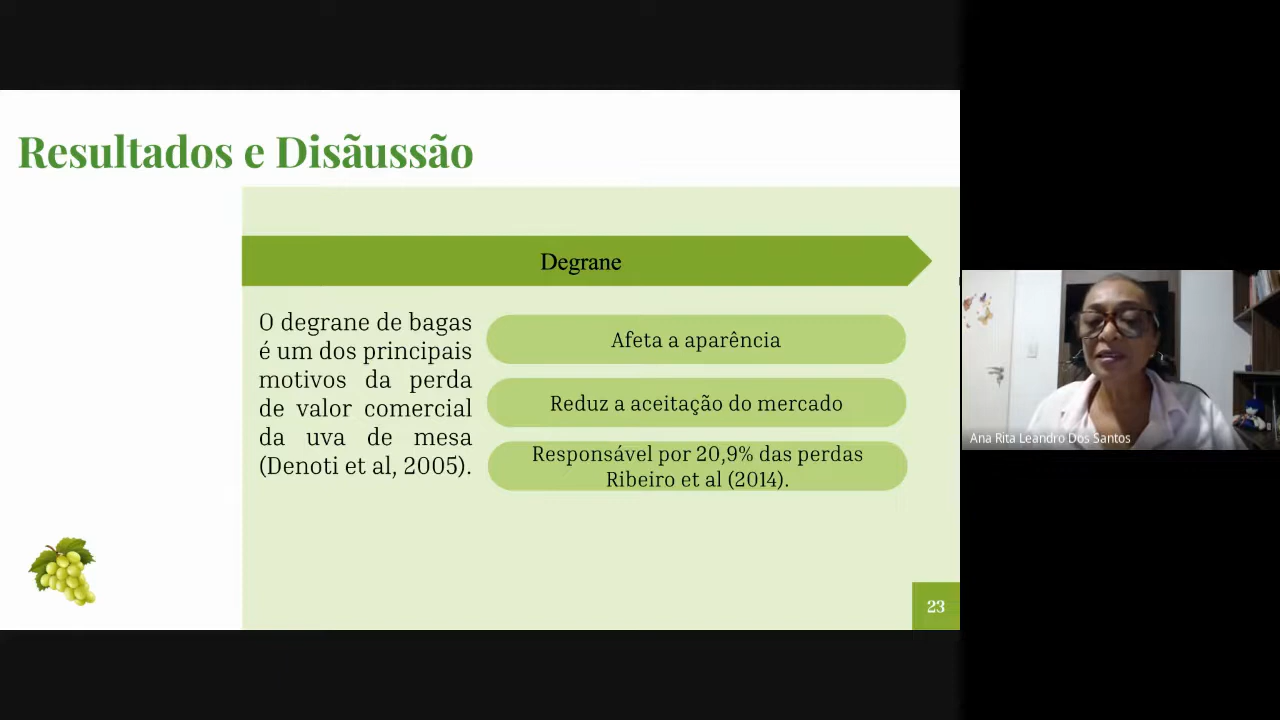 Resultados e Disãussão
Degrane
O degrane de bagas
é um dos principais
motivos da perda
de valor comercial
da uva de mesa
(Denoti et al, 2005).
Afeta a aparência
Reduz a aceitação do mercado
Responsável por 20,9% das perdas
Ribeiro et al (2014).
23
Ana Rita Leandro Dos Santos